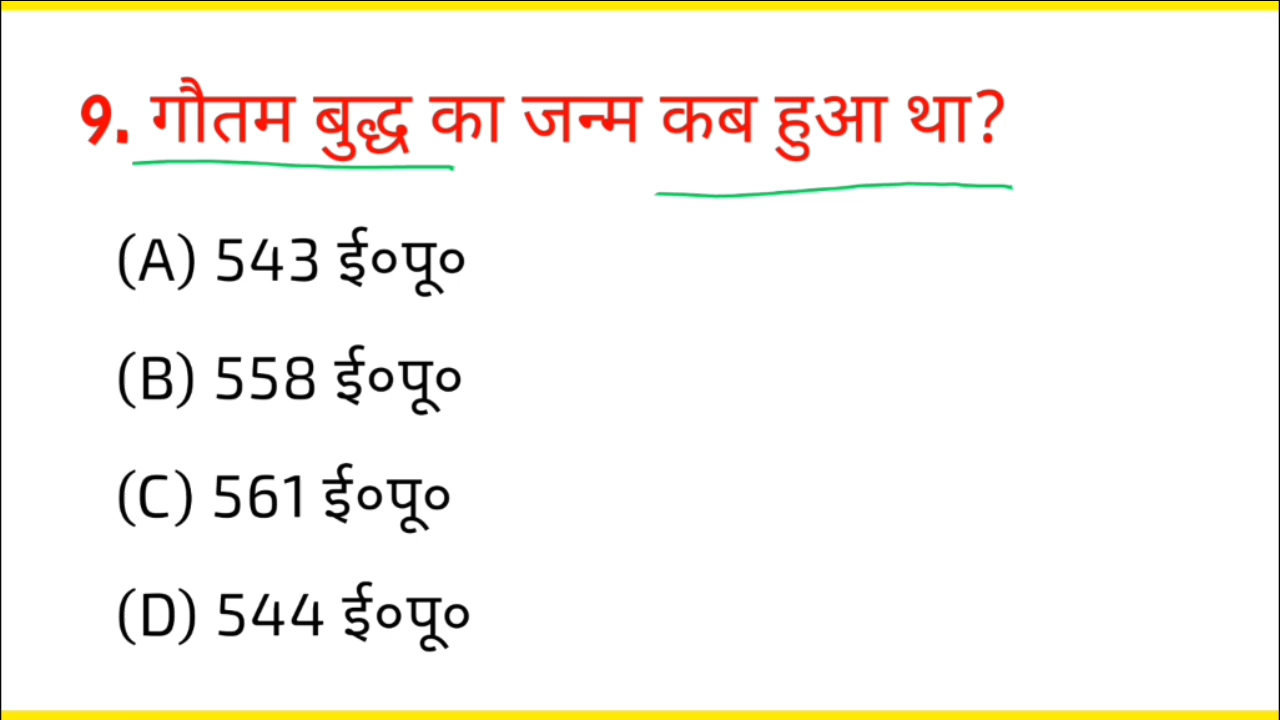 9. गौतम बुद्ध का जन्म कब हुआ था?
(A) 543 ई०पू०
(B) 558 ई०पू०
(C) 561 ई०पू०
(D) 544 ई०पू०